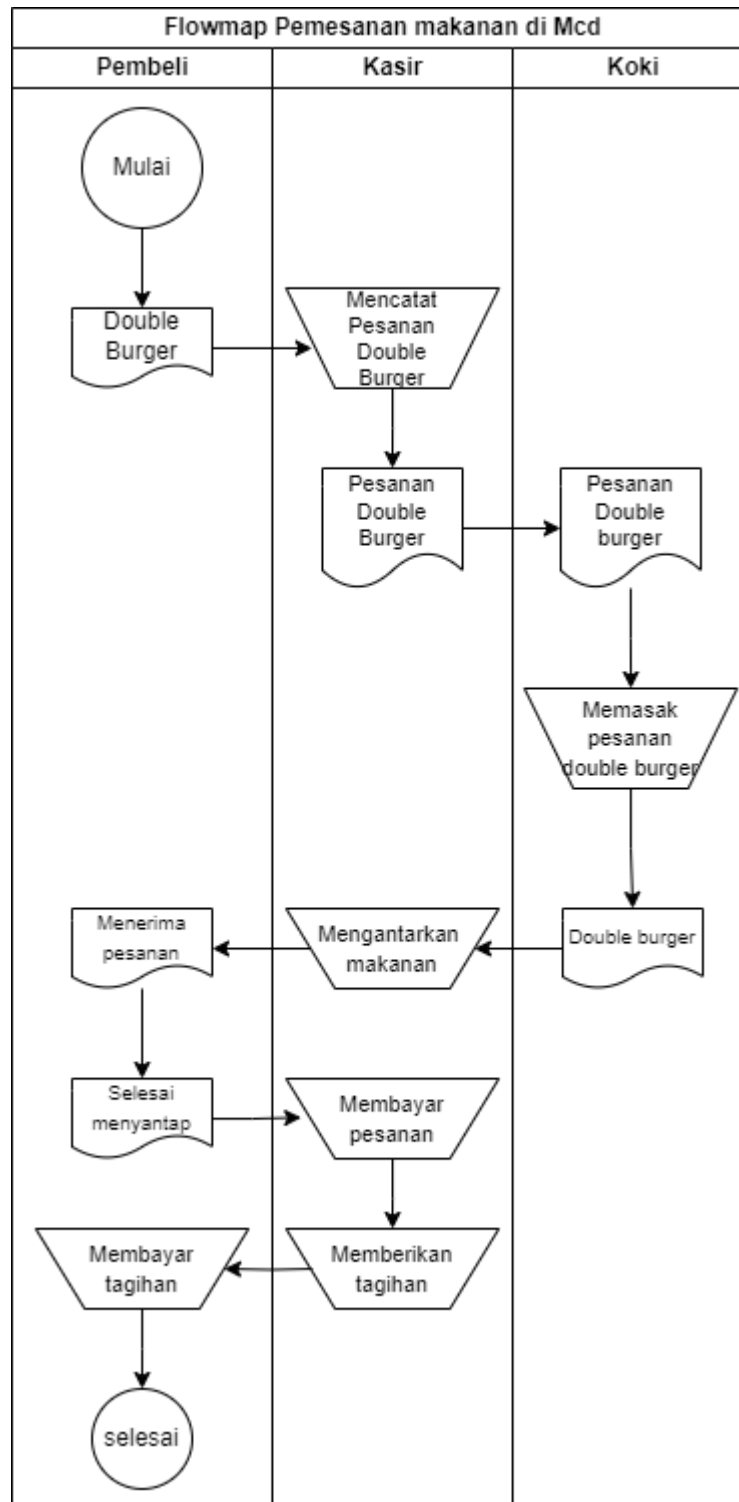 Flowmap Pemesanan makanan di Mcd
Pembeli
Kasir
Koki
Mulai
Double
Burger
Mencatat
Pesanan
Double
Burger
Pesanan
Double
Burger
Pesanan
Double
burger
Memasak
pesanan
double burger
Double burger
Mengantarkan
makanan
Menerima
pesanan
Selesai
menyantap
Membayar
pesanan
Memberikan
tagihan
Membayar
tagihan
selesai